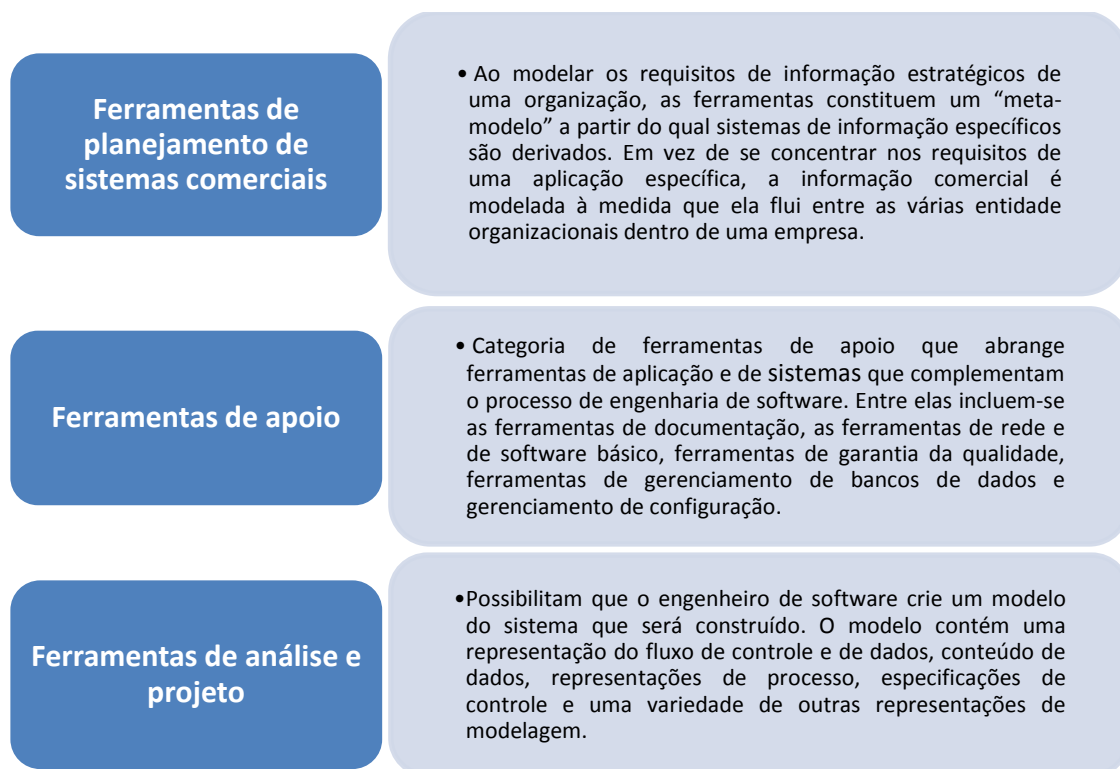 Ferramentas de
planejamento de
sistemas comerciais
• Ao modelar os requisitos de informação estratégicos de
uma organização, as ferramentas constituem um “meta-
modelo” a partir do qual sistemas de informação específicos
são derivados. Em vez de se concentrar nos requisitos de
uma aplicação específica, a informação comercial é
modelada à medida que ela flui entre as várias entidade
organizacionais dentro de uma empresa.
Ferramentas de apoio
• Categoria de ferramentas de apoio que abrange
ferramentas de aplicação e de sistemas que complementam
o processo de engenharia de software. Entre elas incluem-se
as ferramentas de documentação, as ferramentas de rede e
de software básico, ferramentas de garantia da qualidade,
ferramentas de gerenciamento de bancos de dados e
gerenciamento de configuração.
Ferramentas de análise e
projeto
•Possibilitam que o engenheiro de software crie um modelo
do sistema que será construído. O modelo contém uma
representação do fluxo de controle e de dados, conteúdo de
dados, representações de processo, especificações de
controle e uma variedade de outras representações de
modelagem.